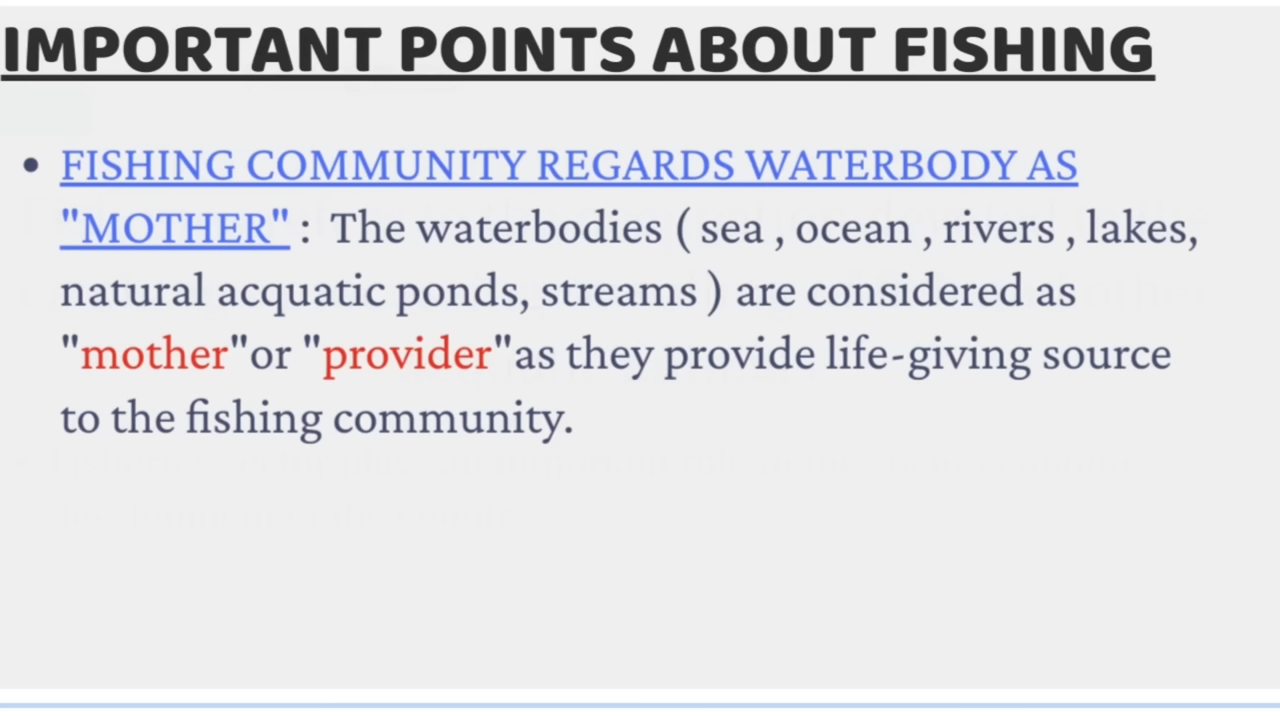 IMPORTANT POINTS ABOUT FISHING
• FISHING COMMUNITY REGARDS WATERBODY AS
"MOTHER" : The waterbodies ( sea , ocean , rivers , lakes,
natural acquatic ponds, streams ) are considered as
"mother"or "provider"as they provide life-giving source
to the fishing community.